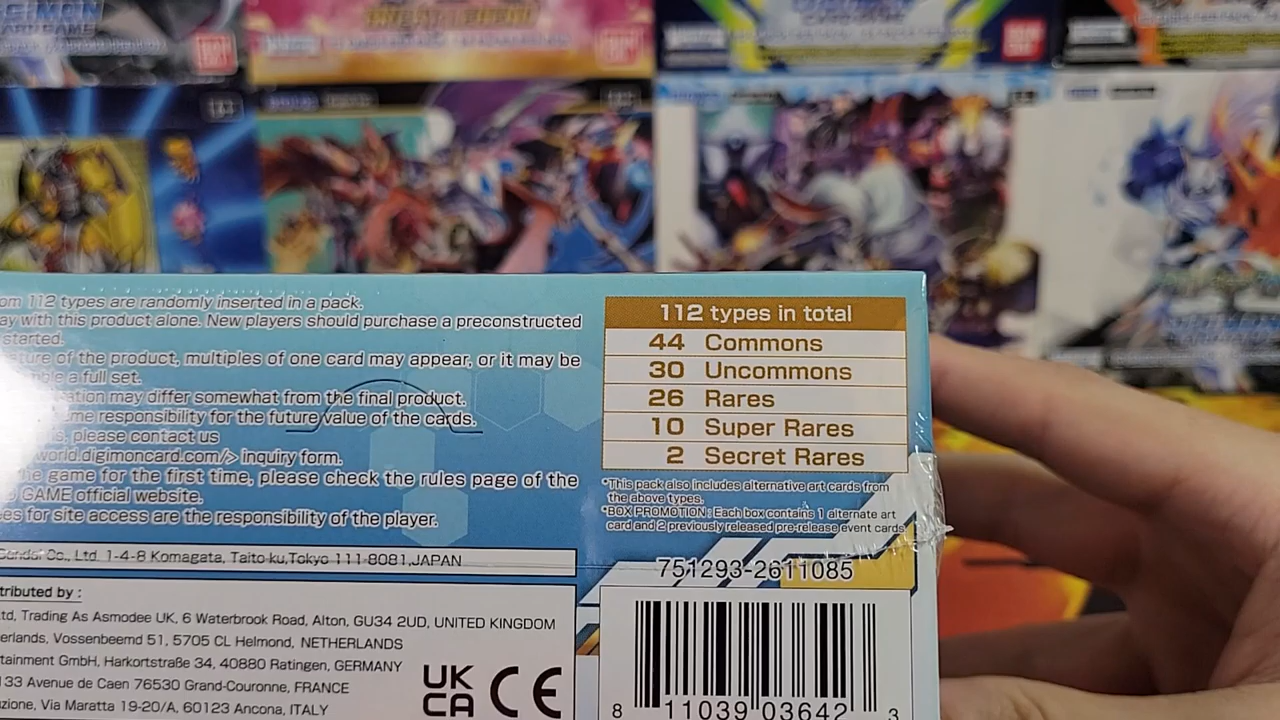 CARD GAME
om 112 types are randomly inserted in a pack.
ay with this product alone. New players should purchase a preconstructed
started.
ture of the product, multiples of one card may appear, or it may be
a full set.
ation may differ somewhat from the final product.
me responsibility for the future value of the cards.
please contact us
world.digimoncard.com/> inquiry form.
he game for the first time, please check the rules page of the
GAME official website.
es for site access are the responsibility of the player.
Co., Ltd. 1-4-8 Komagata, Taito-ku,Tokyo 111-8081,JAPAN
tributed by :
td, Trading As Asmodee UK, 6 Waterbrook Road, Alton, GU34 2UD, UNITED KINGDOM
erlands, Vossenbeemd 51, 5705 CL Helmond, NETHERLANDS
tainment GmbH, Harkortstraße 34, 40880 Ratingen, GERMANY
133 Avenue de Caen 76530 Grand-Couronne, FRANCE
uzione, Via Maratta 19-20/A, 60123 Ancona, ITALY
UK
CA
CE
112 types in total
44 Commons
30 Uncommons
26 Rares
10 Super Rares
2 Secret Rares
*This pack also includes alternative art cards from
the above types.
*BOX PROMOTION : Each box contains 1 alternate art
card and 2 previously released pre-release event cards.
751293-2611085
8 11039 03642 3